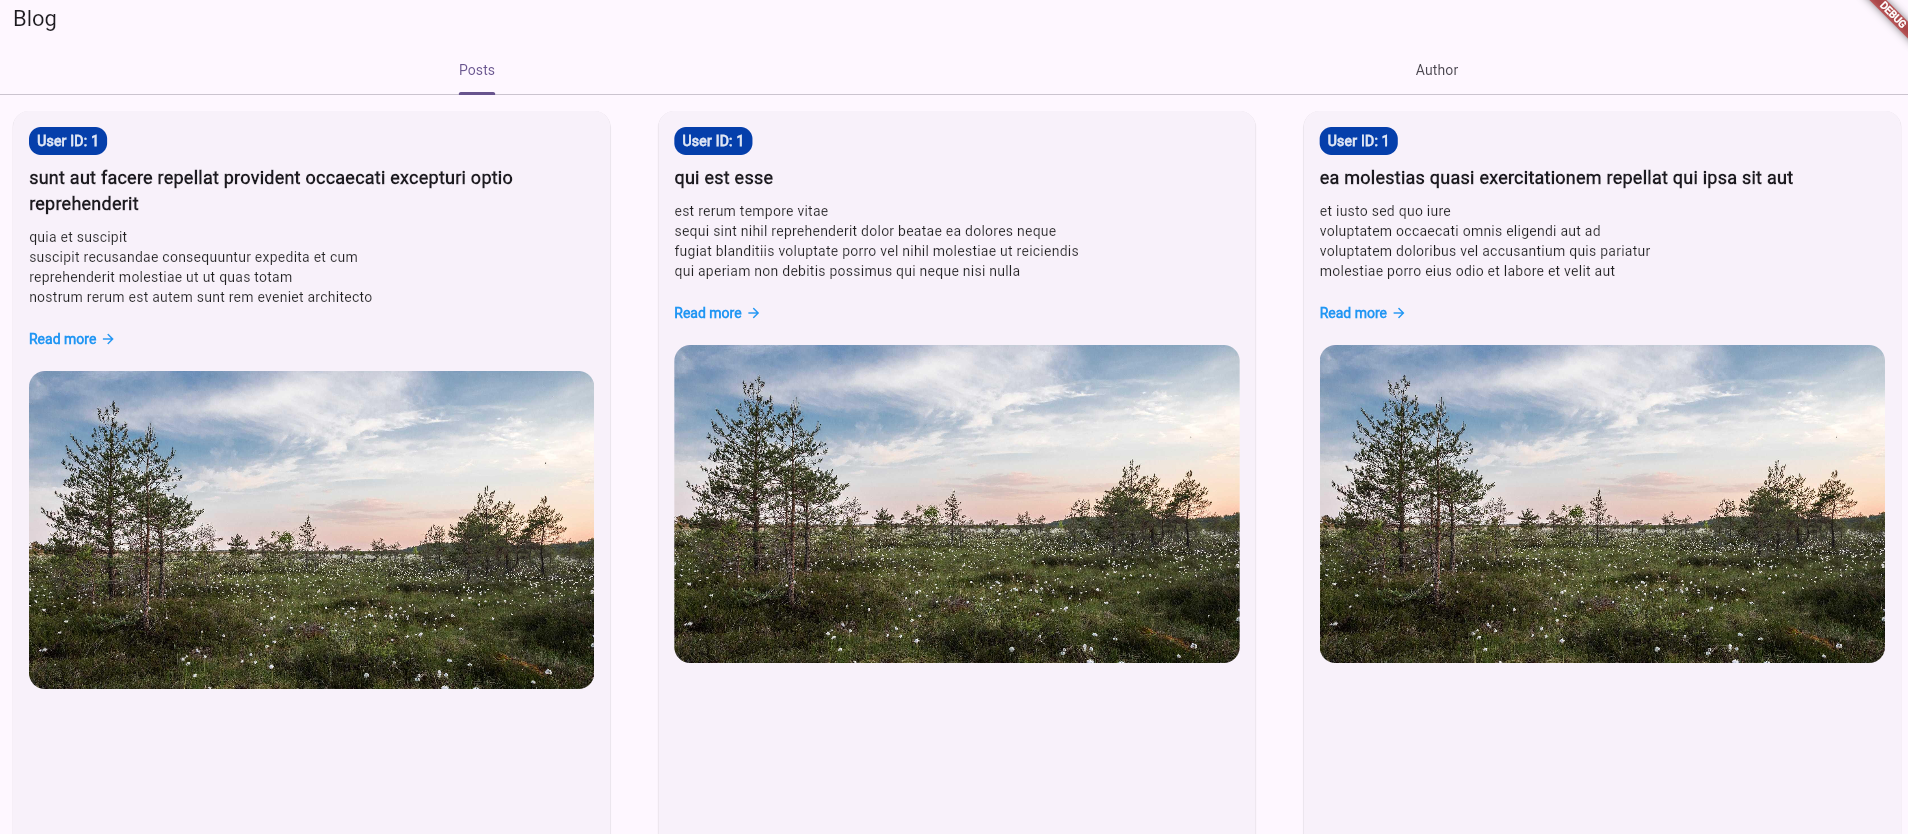 Blog
DEBUG
Posts
Author
User ID: 1
sunt aut facere repellat provident occaecati excepturi optio
reprehenderit
quia et suscipit
suscipit recusandae consequuntur expedita et cum
reprehenderit molestiae ut ut quas totam
nostrum rerum est autem sunt rem eveniet architecto
Read more →
User ID: 1
qui est esse
est rerum tempore vitae
sequi sint nihil reprehenderit dolor beatae ea dolores neque
fugiat blanditiis voluptate porro vel nihil molestiae ut reiciendis
qui aperiam non debitis possimus qui neque nisi nulla
Read more →
User ID: 1
ea molestias quasi exercitationem repellat qui ipsa sit aut
et iusto sed quo iure
voluptatem occaecati omnis eligendi aut ad
voluptatem doloribus vel accusantium quis pariatur
molestiae porro eius odio et labore et velit aut
Read more →